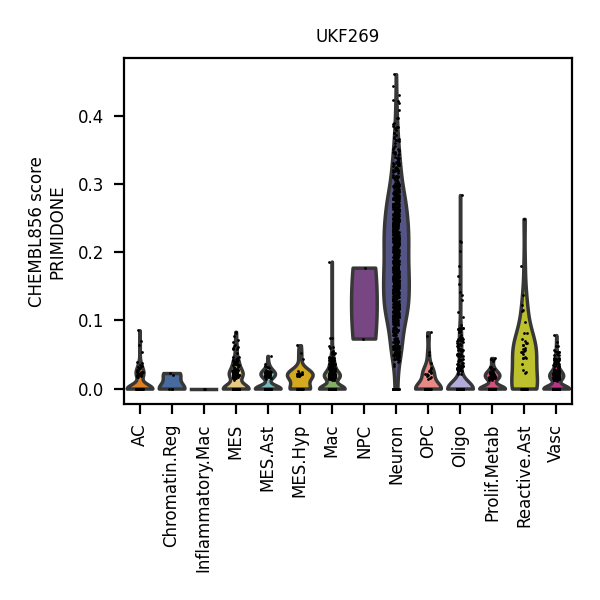 UKF269
CHEMBL856 score
PRIMIDONE
0.4
0.3
0.2
0.1
0.0
AC
Chromatin.Reg
Inflammatory.Mac
MES
MES.Ast
MES.Hyp
Mac
NPC
Neuron
OPC
Oligo
Prolif.Metab
Reactive.Ast
Vasc